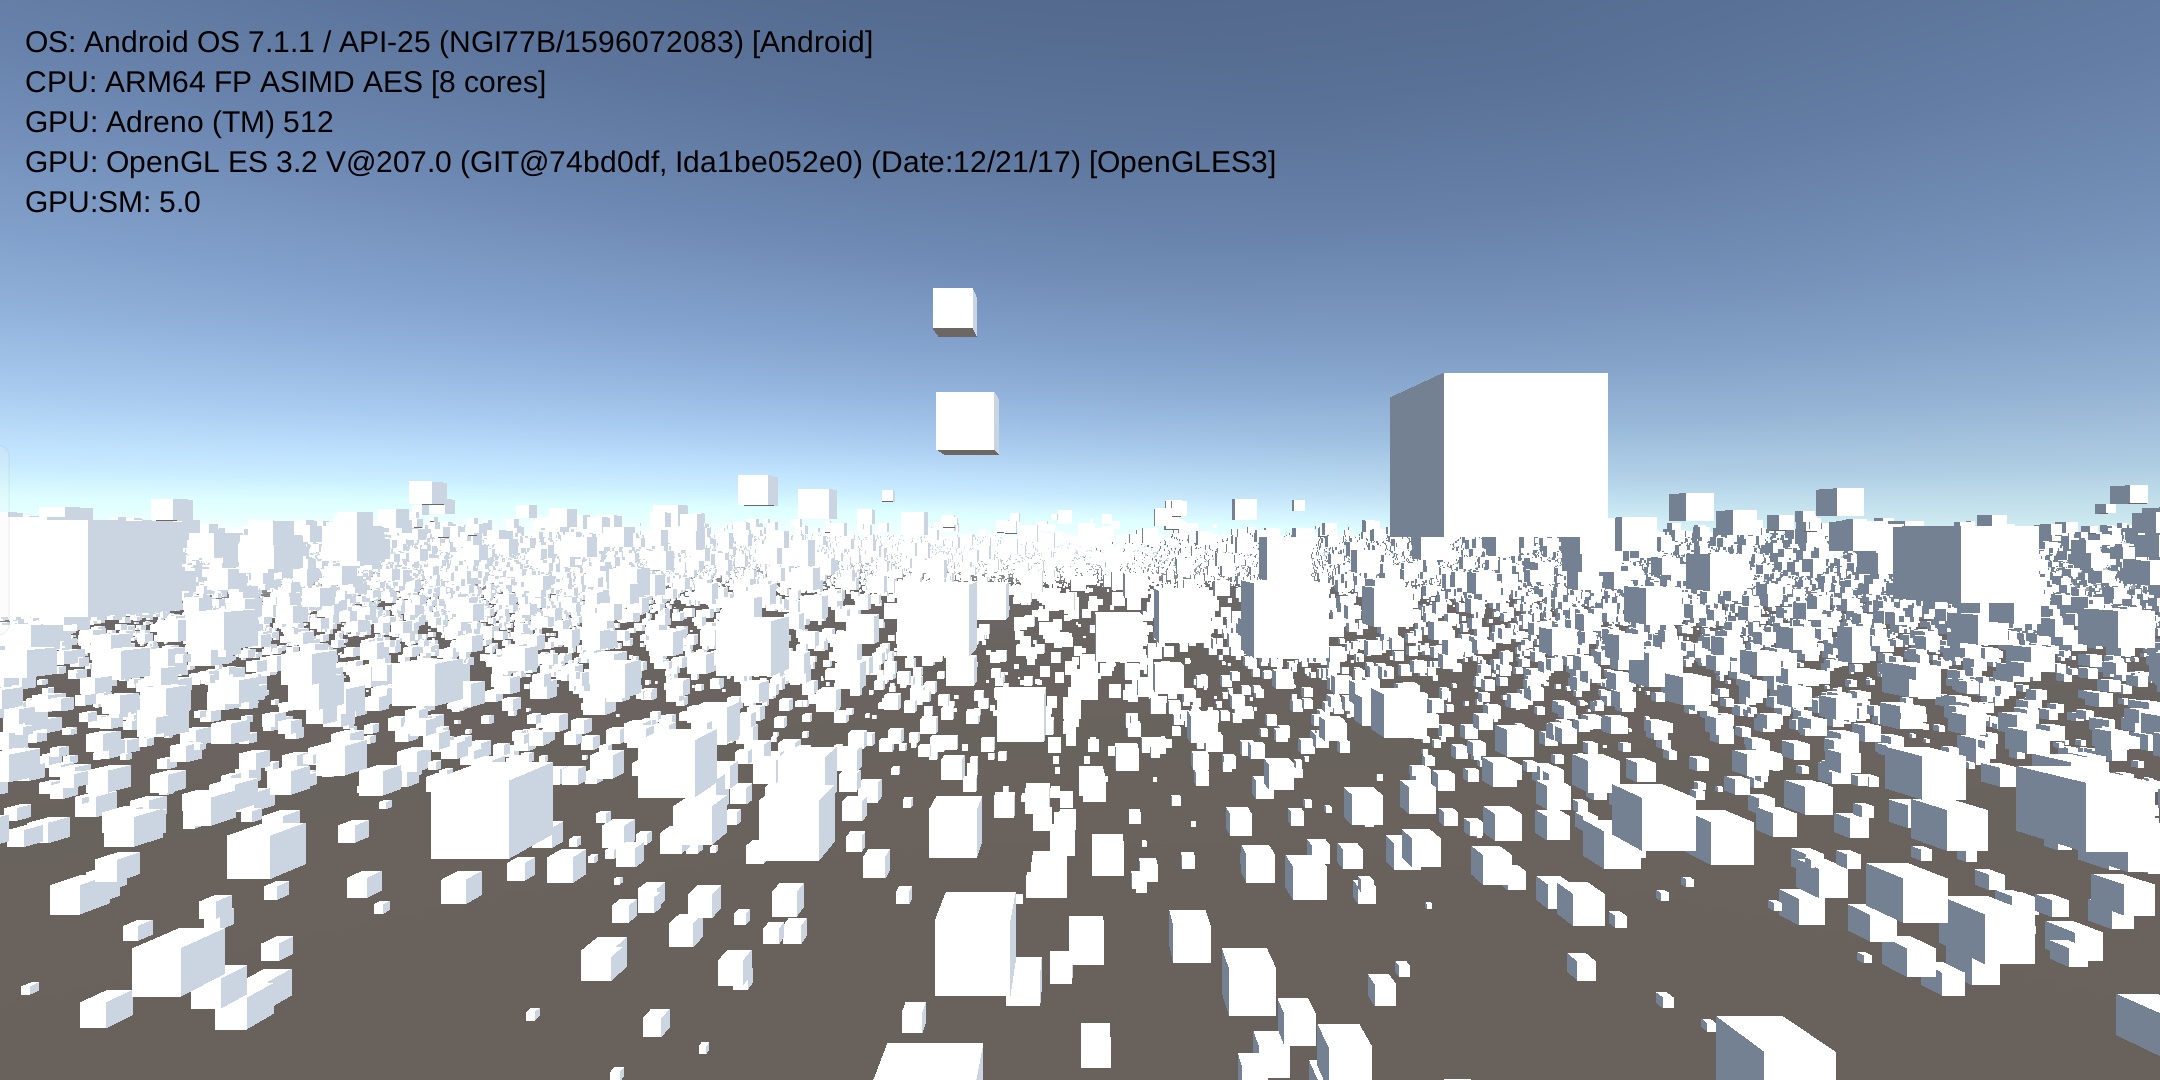 OS: Android OS 7.1.1 / API-25 (NGI77B/1596072083) [Android]
CPU: ARM64 FP ASIMD AES [8 cores]
GPU: Adreno (TM) 512
GPU: OpenGL ES 3.2 V@207.0 (GIT@74bd0df, Ida1be052e0) (Date:12/21/17) [OpenGLES3]
GPU:SM: 5.0